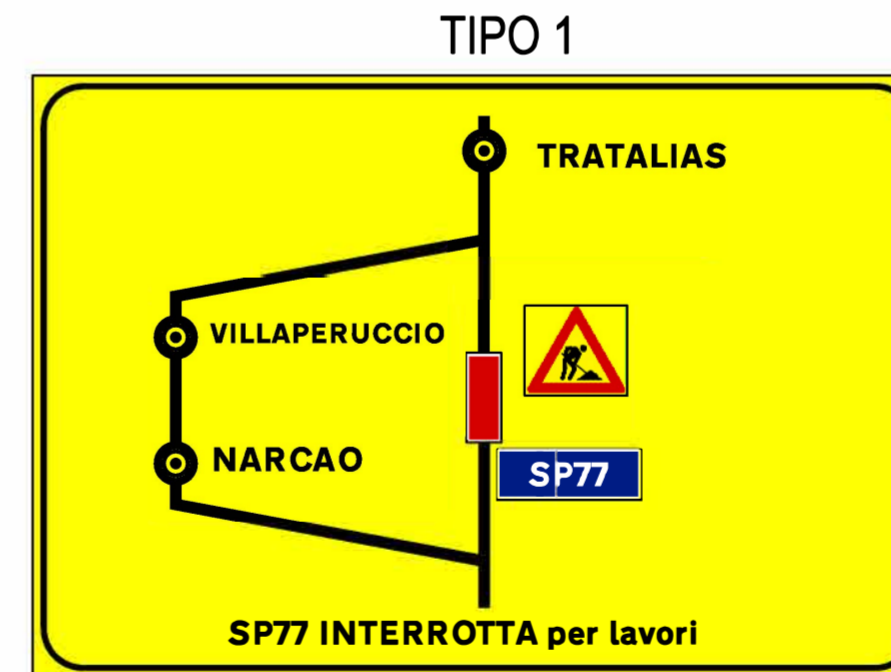 TIPO 1
TRATALIAS
VILLAPERUCCIO
NARCAO
SP77
SP77 INTERROTTA per lavori